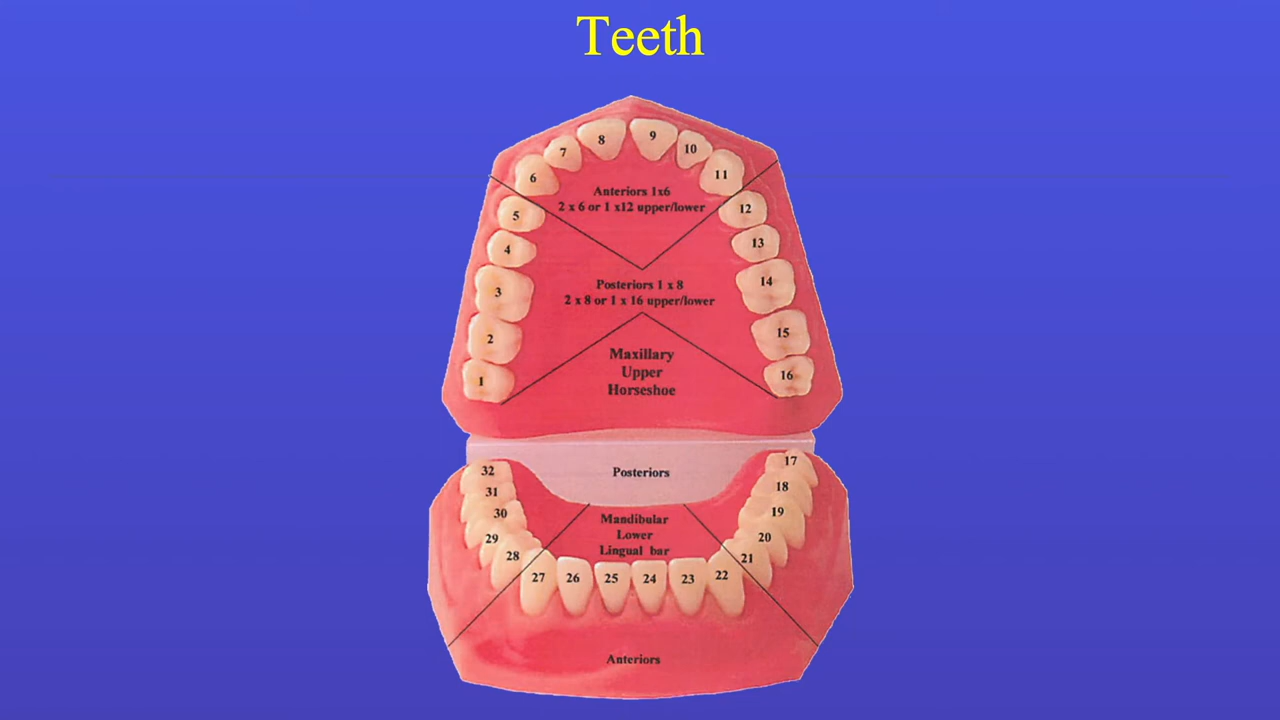 Teeth
8 9
7 10
6 11
Anteriors 1x6
2 x 6 or 1 x12 upper/lower
5 12
4 13
Posteriors 1 x 8
3 14
2 x 8 or 1 x 16 upper/lower
2 15
Maxillary
Upper
Horseshoe
1 16
32 Posteriors 17
31 18
30 19
Mandibular
Lower
Lingual bar
29 20
28 21
27 26 25 24 23 22
Anteriors